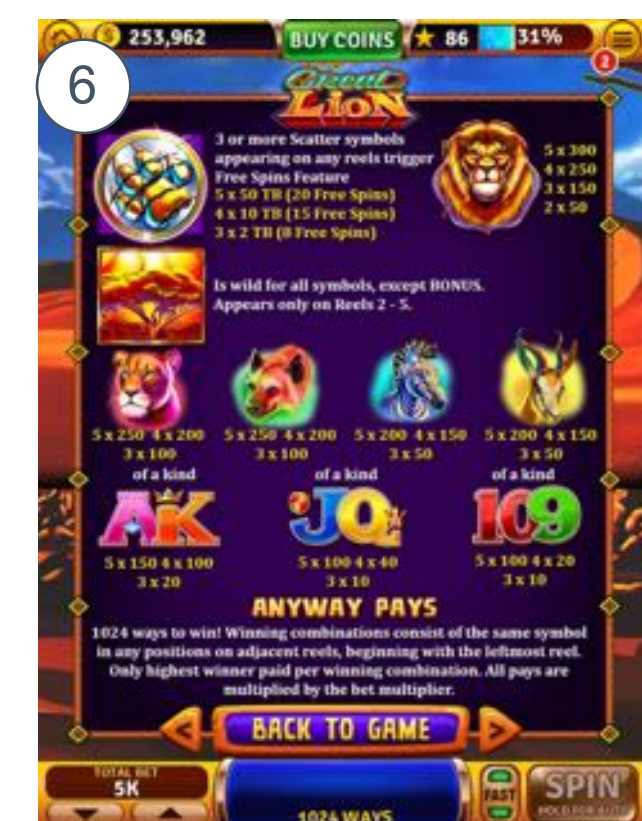 253,962
BUY COINS
86
31%
2
6
Great
LION
3 or more Scatter symbols
appearing on any reels trigger
Free Spins Feature
5 x 50 TB (20 Free Spins)
4 x 10 TB (15 Free Spins)
3 x 2 TB (8 Free Spins)
5 x 300
4 x 250
3 x 150
2 x 50
Is wild for all symbols, except BONUS.
Appears only on Reels 2 - 5.
5 x 250 4 x 200
3 x 100
5 x 250 4 x 200
3 x 100
5 x 200 4 x 150
3 x 50
5 x 200 4 x 150
3 x 50
of a kind
of a kind
of a kind
AK
JQ
109
5 x 150 4 x 100
3 x 20
5 x 100 4 x 40
3 x 10
5 x 100 4 x 20
3 x 10
ANYWAY PAYS
1024 ways to win! Winning combinations consist of the same symbol
in any positions on adjacent reels, beginning with the leftmost reel.
Only highest winner paid per winning combination. All pays are
multiplied by the bet multiplier.
< BACK TO GAME >
TOTAL BET
5K
1024 WAYS
FAST
SPIN
HOLD FOR AUTO